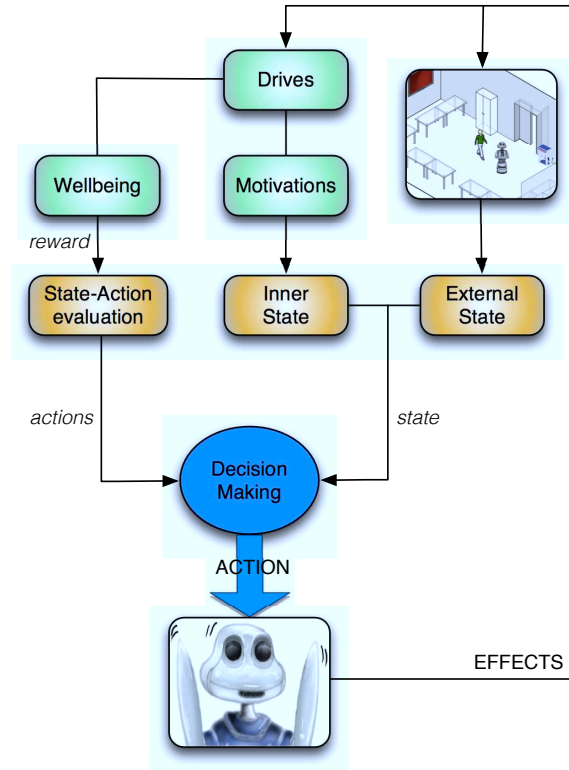 Drives
Wellbeing
Motivations
reward
State-Action
evaluation
Inner
State
External
State
actions
state
Decision
Making
ACTION
EFFECTS